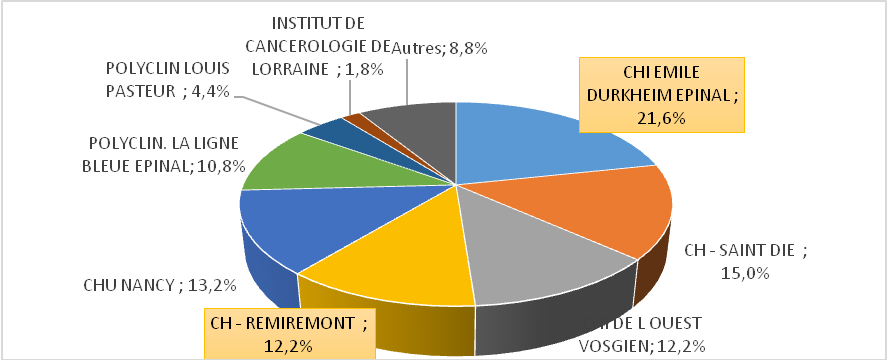 INSTITUT DE
CANCEROLOGIE DE
LORRAINE ; 1,8%
Autres; 8,8%
CHI EMILE
DURKHEIM EPINAL ;
21,6%
POLYCLIN LOUIS
PASTEUR ; 4,4%
POLYCLIN. LA LIGNE
BLEUE EPINAL; 10,8%
CH - SAINT DIE ;
15,0%
CHU NANCY ; 13,2%
CH - REMIREMONT ;
12,2%
DE L OUEST
VOSGIEN; 12,2%